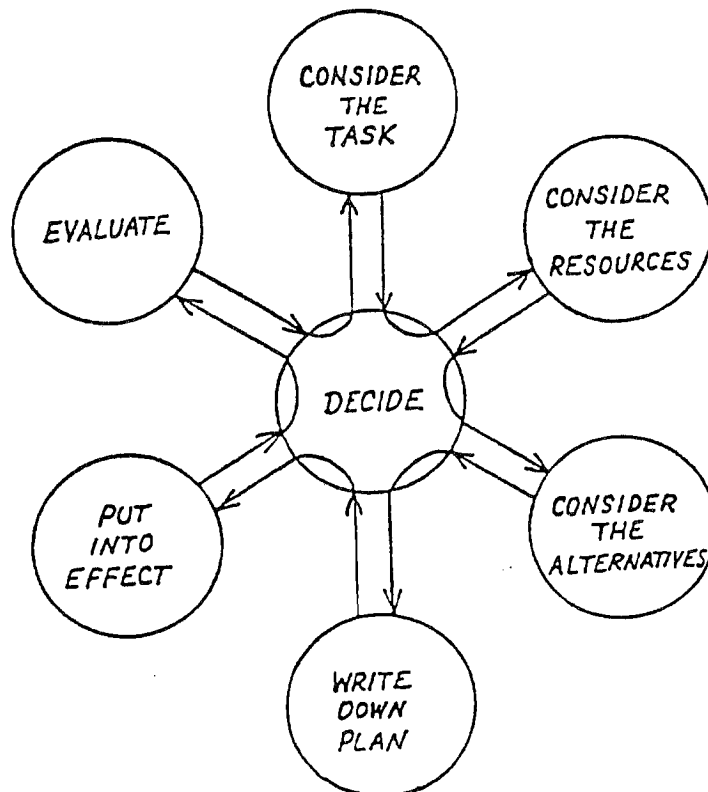 CONSIDER
THE
TASK
CONSIDER
THE
RESOURCES
CONSIDER
THE
ALTERNATIVES
WRITE
DOWN
PLAN
PUT
INTO
EFFECT
EVALUATE
DECIDE